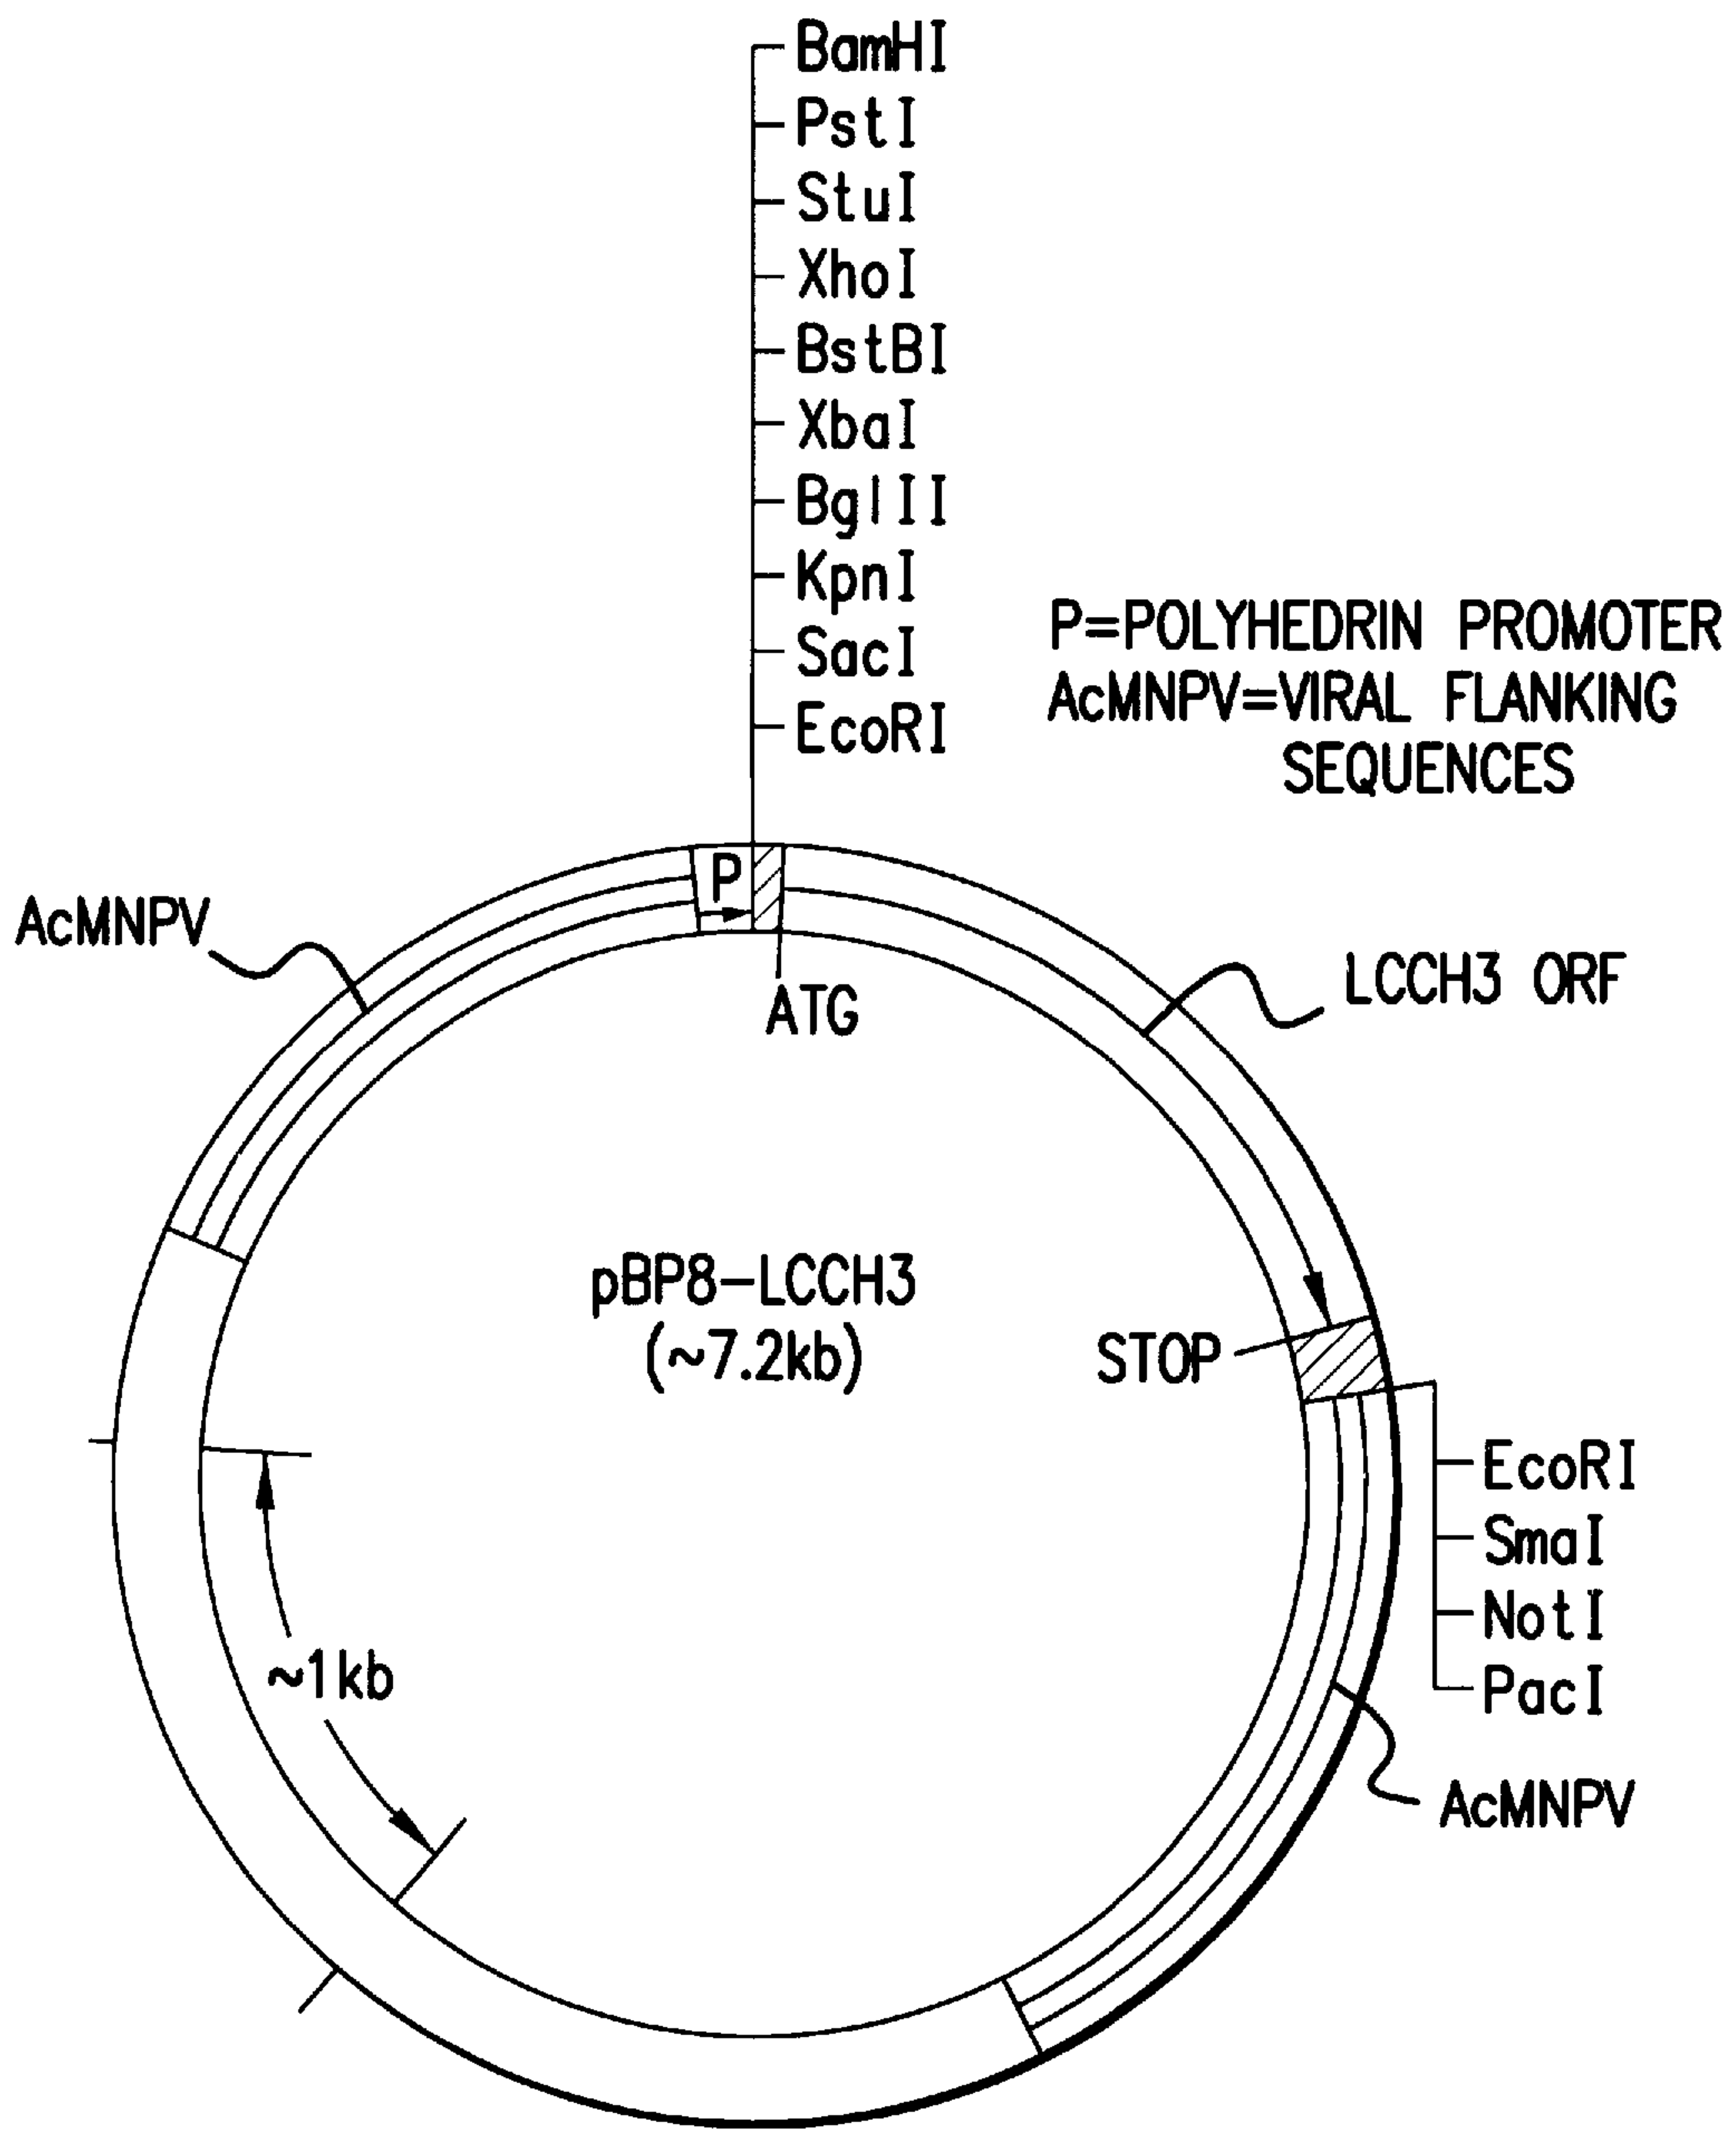 BamHI
PstI
StuI
XhoI
BstBI
XbaI
BglII
KpnI
SacI
EcoRI
P=POLYHEDRIN PROMOTER
AcMNPV=VIRAL FLANKING
SEQUENCES
P
AcMNPV
ATG
LCCH3 ORF
pBP8-LCCH3
(~7.2kb)
STOP
EcoRI
SmaI
NotI
PacI
~1kb
AcMNPV